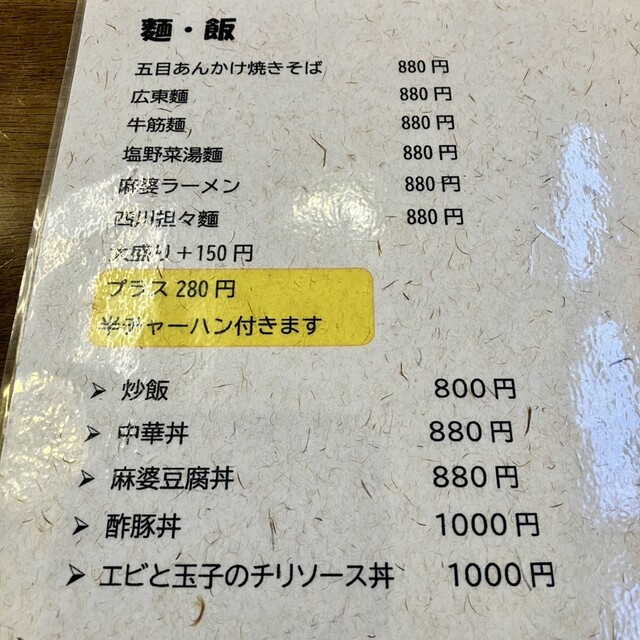 麺・飯
五目あんかけ焼きそば 880円
広東麺 880円
牛筋麺 880円
塩野菜湯麺 880円
麻婆ラーメン 880円
四川担々麺 880円
大盛り＋150円
プラス280円
半チャーハン付きます
➢ 炒飯 800円
➢ 中華丼 880円
➢ 麻婆豆腐丼 880円
➢ 酢豚丼 1000円
➢ エビと玉子のチリソース丼 1000円